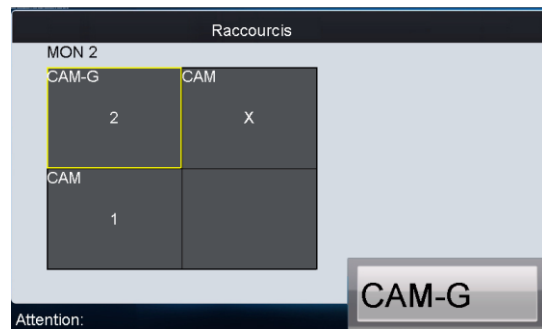 Raccourcis
MON 2
CAM-G CAM
2 X
CAM
1
CAM-G
Attention: